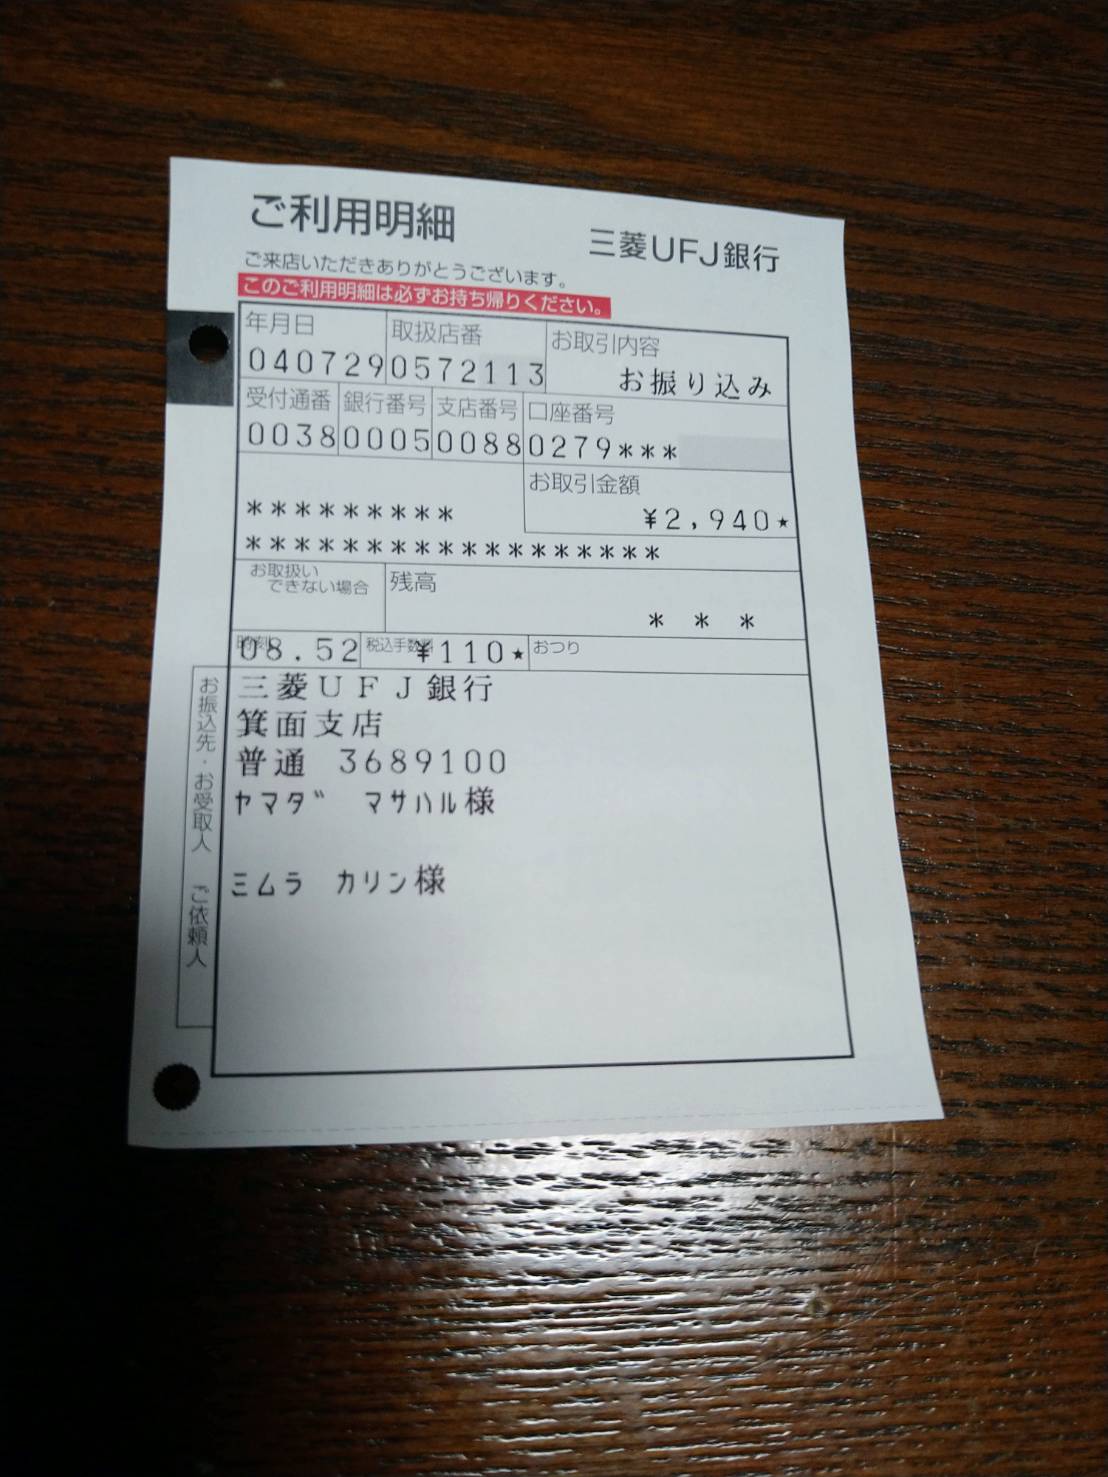 ご利用明細
三菱UFJ銀行
ご来店いただきありがとうございます。
このご利用明細は必ずお持ち帰りください。
年月日 取扱店番 お取引内容
040729 0572113 お振り込み
受付通番 銀行番号 支店番号 口座番号
0038 0005 0088 0279***
お取引金額
********* ¥2,940★
******************
お取扱い
できない場合
残高
* * *
時刻 税込手数料 おつり
08.52 ¥110★
お振込先・お受取人 ご依頼人
三菱UFJ銀行
箕面支店
普通 3689100
ヤマダ゛ マサハル様
ミムラ カリン様